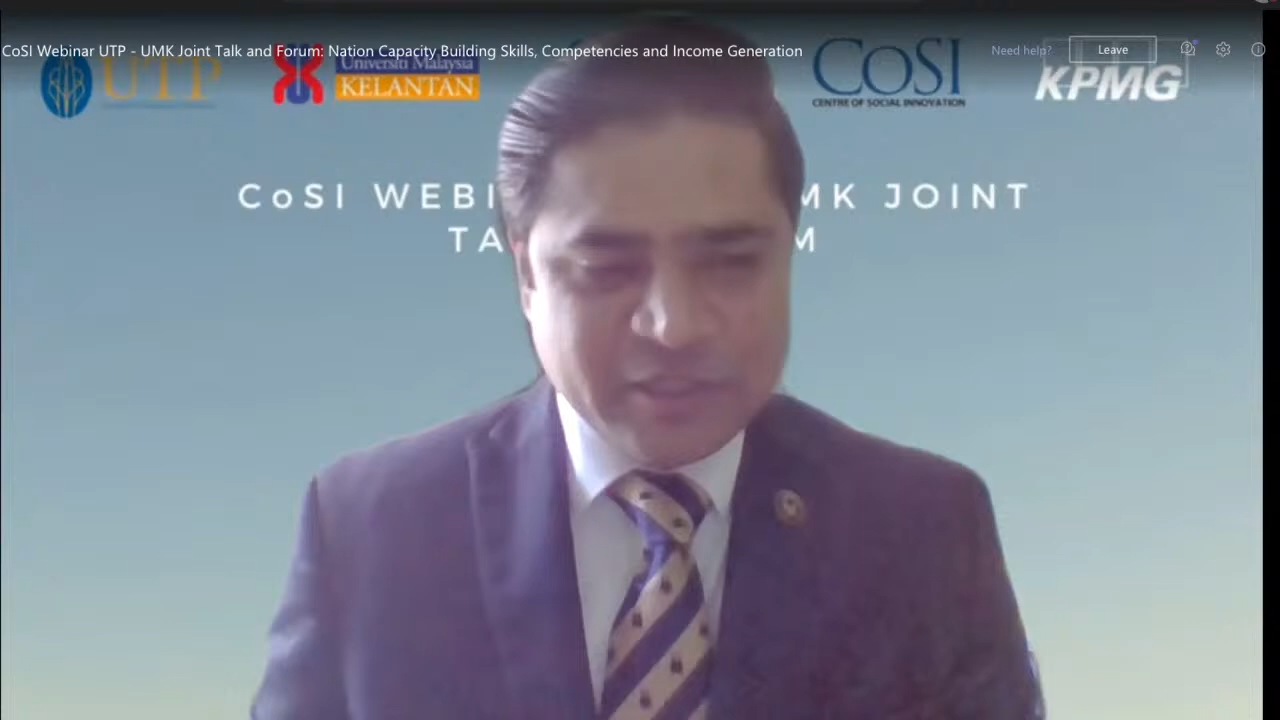 CoSI Webinar UTP - UMK Joint Talk and Forum: Nation Capacity Building Skills, Competencies and Income Generation
Need help?
Leave
UTP
Universiti Malaysia
KELANTAN
CoSI
CENTRE OF SOCIAL INNOVATION
KPMG
CoSI WEBI MK JOINT
TA M